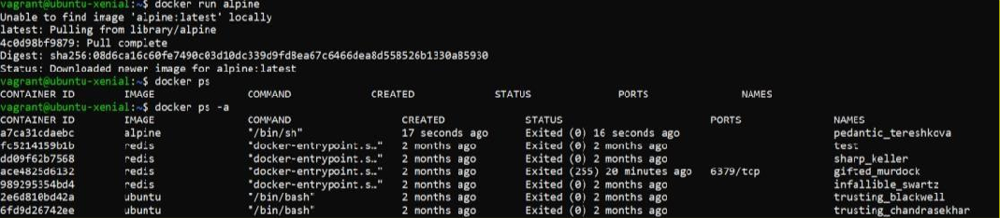 vagrant@ubuntu-xenial:~$ docker run alpine
Unable to find image 'alpine:latest' locally
latest: Pulling from library/alpine
4c0d98bf9879: Pull complete
Digest: sha256:08d6ca16c60fe7490c03d10dc339d9fd8ea67c6466dea8d558526b1330a85930
Status: Downloaded newer image for alpine:latest
vagrant@ubuntu-xenial:~$ docker ps
CONTAINER ID IMAGE COMMAND CREATED STATUS PORTS NAMES
vagrant@ubuntu-xenial:~$ docker ps -a
CONTAINER ID IMAGE COMMAND CREATED STATUS PORTS NAMES
a7ca31cdaebc alpine "/bin/sh" 17 seconds ago Exited (0) 16 seconds ago pedantic_tereshkova
fc5214159b1b redis "docker-entrypoint.s…" 2 months ago Exited (0) 2 months ago test
dd09f62b7568 redis "docker-entrypoint.s…" 2 months ago Exited (0) 2 months ago sharp_keller
ace4825d6132 redis "docker-entrypoint.s…" 2 months ago Exited (255) 20 minutes ago 6379/tcp gifted_murdock
989295354bd4 redis "docker-entrypoint.s…" 2 months ago Exited (0) 2 months ago infallible_swartz
2e6d810bd42a ubuntu "/bin/bash" 2 months ago Exited (0) 2 months ago trusting_blackwell
6fd9d26742ee ubuntu "/bin/bash" 2 months ago Exited (0) 2 months ago trusting_chandrasekhar